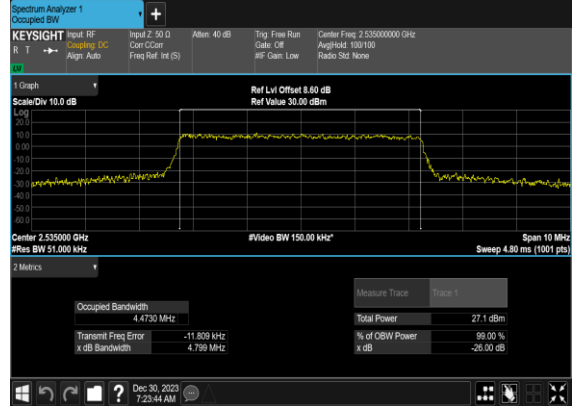 Spectrum Analyzer 1
Occupied BW
KEYSIGHT Input: RF Input Z: 50 Ω Atten: 40 dB Trig: Free Run Center Freq: 2.535000000 GHz
R T Coupling: DC Corr CCorr Gate: Off Avg|Hold: 100/100
Align: Auto Freq Ref: Int (S) #IF Gain: Low Radio Std: None
1 Graph
Ref Lvl Offset 8.60 dB
Scale/Div 10.0 dB Ref Value 30.00 dBm
Log
20.0
10.0
0.00
-10.0
-20.0
-30.0
-40.0
-50.0
-60.0
Center 2.535000 GHz #Video BW 150.00 kHz* Span 10 MHz
#Res BW 51.000 kHz Sweep 4.80 ms (1001 pts)
2 Metrics
Measure Trace Trace 1
Occupied Bandwidth
4.4730 MHz Total Power 27.1 dBm
Transmit Freq Error -11.809 kHz % of OBW Power 99.00 %
x dB Bandwidth 4.799 MHz x dB -26.00 dB
Dec 30, 2023
7:23:44 AM